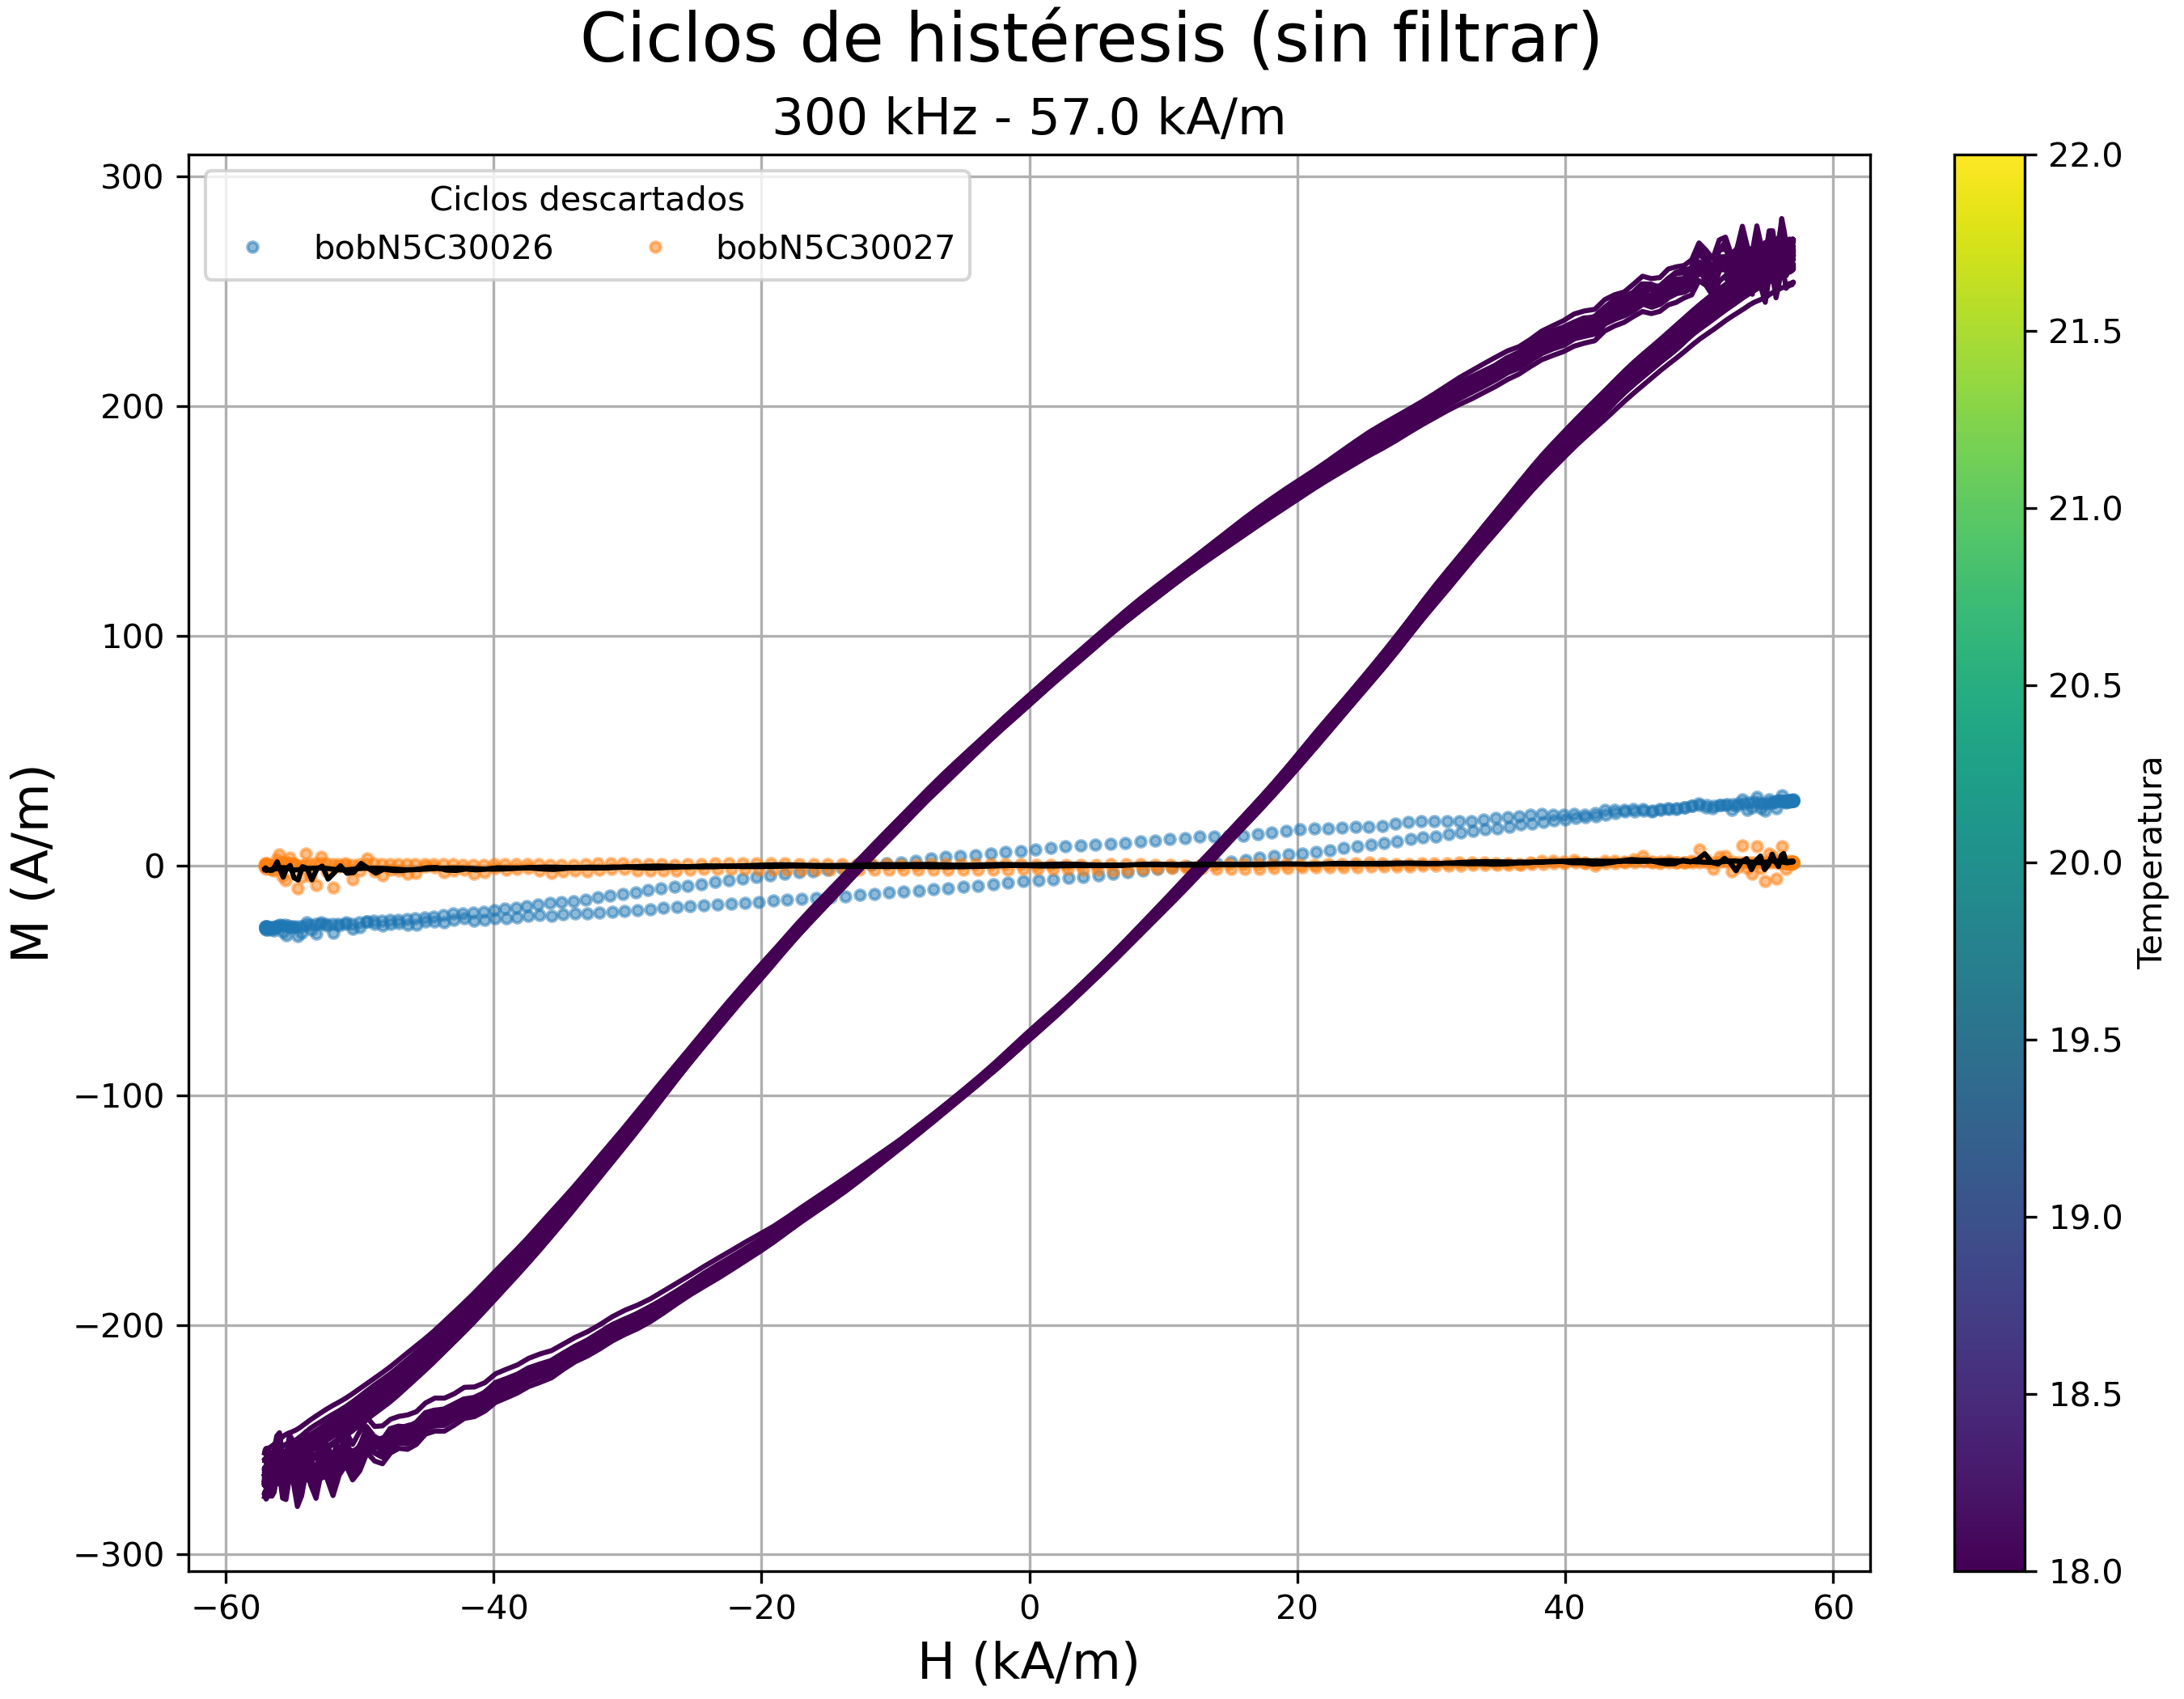 Ciclos de histéresis (sin filtrar)
300 kHz - 57.0 kA/m
Ciclos descartados
bobN5C30026 bobN5C30027
M (A/m)
300
200
100
0
−100
−200
−300
−60 −40 −20 0 20 40 60
H (kA/m)
22.0
21.5
21.0
20.5
20.0
19.5
19.0
18.5
18.0
Temperatura